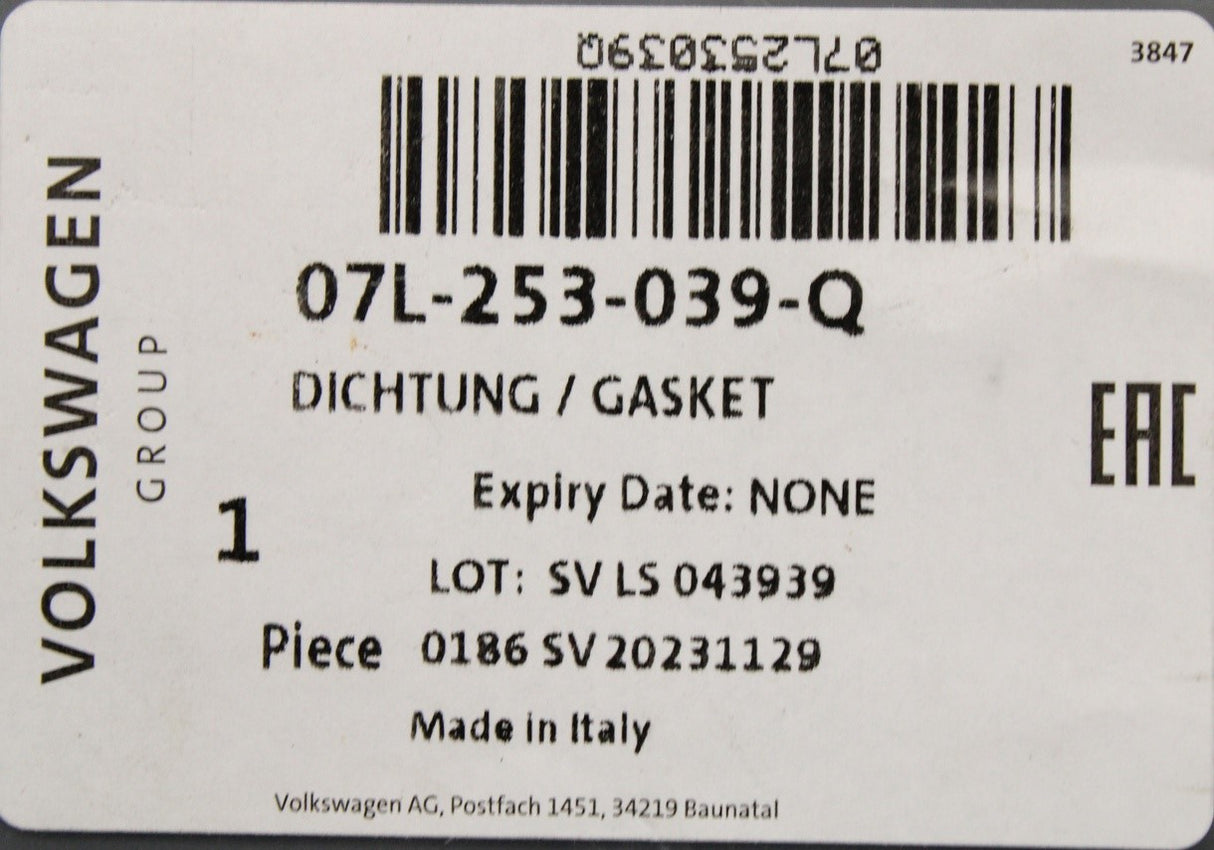 07L253039Q
3847
07L-253-039-Q
DICHTUNG / GASKET
EAC
Expiry Date: NONE
1
LOT: SV LS 043939
Piece 0186 SV 20231129
Made in Italy
Volkswagen AG, Postfach 1451, 34219 Baunatal
VOLKSWAGEN
GROUP